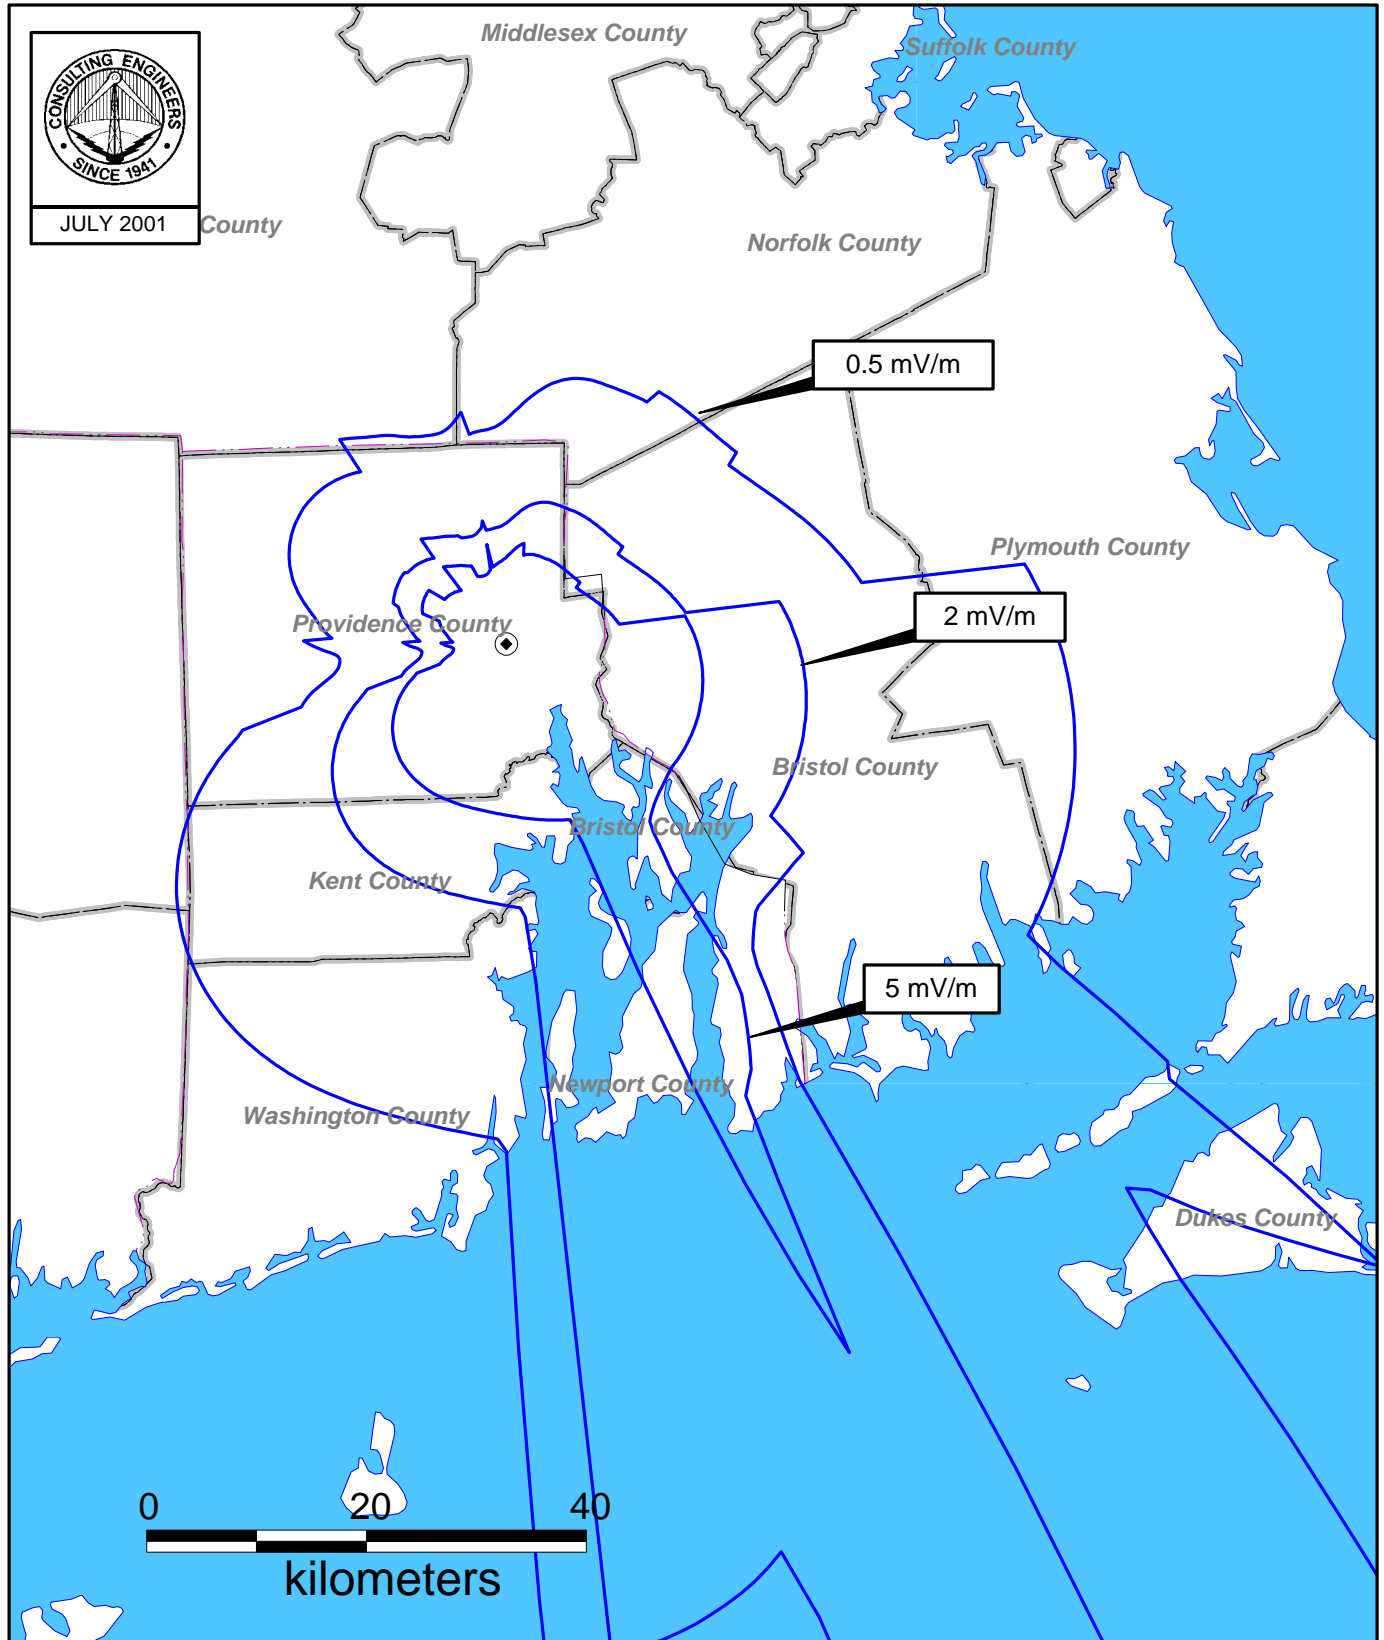 Middlesex County
Suffolk County
CONSULTING ENGINEERS
• SINCE 1941 •
JULY 2001
County
Norfolk County
0.5 mV/m
Plymouth County
2 mV/m
Providence County
Bristol County
Bristol County
Kent County
5 mV/m
Newport County
Washington County
Dukes County
0 20 40
kilometers